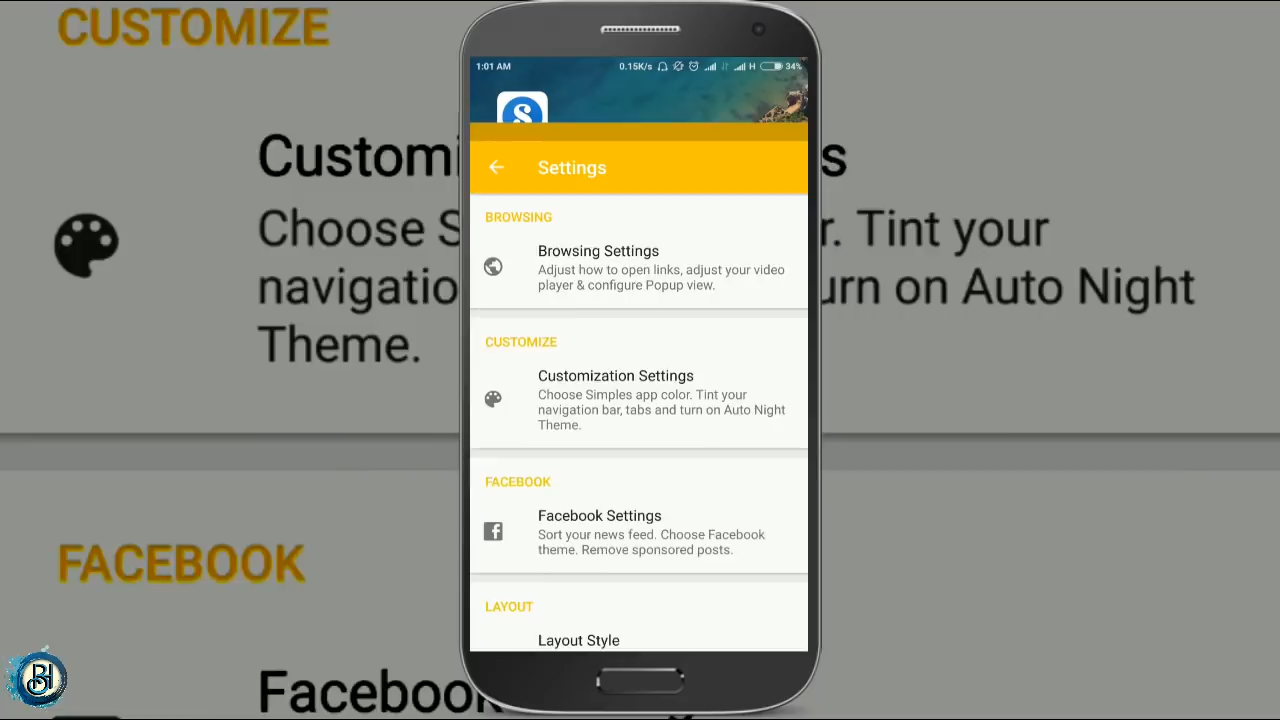 CUSTOMIZE
Customi
s
Choose S
r. Tint your
navigatio
urn on Auto Night
Theme.
FACEBOOK
Facebook
1:01 AM
0.15K/s
H
34%
S
Settings
BROWSING
Browsing Settings
Adjust how to open links, adjust your video
player & configure Popup view.
CUSTOMIZE
Customization Settings
Choose Simples app color. Tint your
navigation bar, tabs and turn on Auto Night
Theme.
FACEBOOK
Facebook Settings
Sort your news feed. Choose Facebook
theme. Remove sponsored posts.
LAYOUT
Layout Style